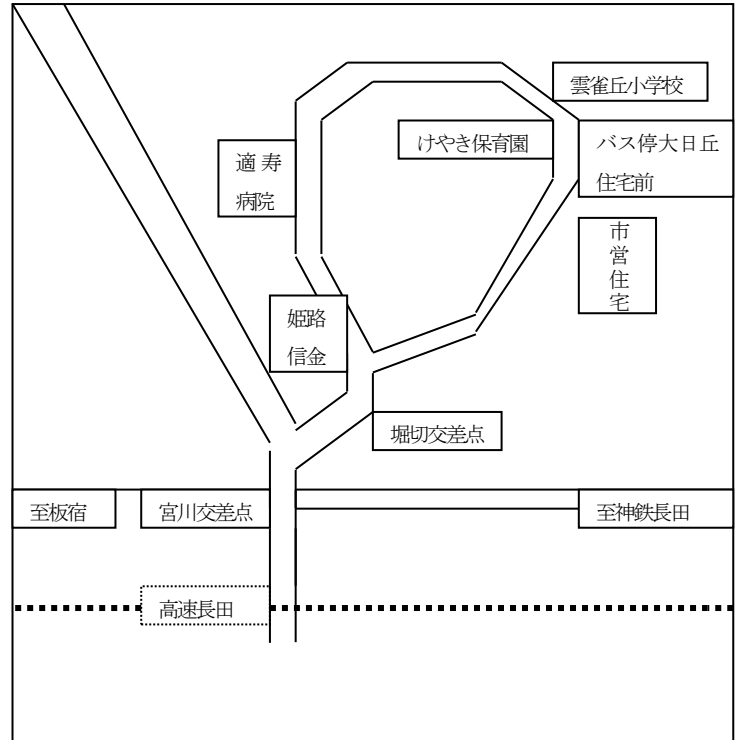 雲雀丘小学校
けやき保育園
バス停大日丘
住宅前
適寿
病院
市営住宅
姫路
信金
堀切交差点
至板宿
宮川交差点
至神鉄長田
高速長田